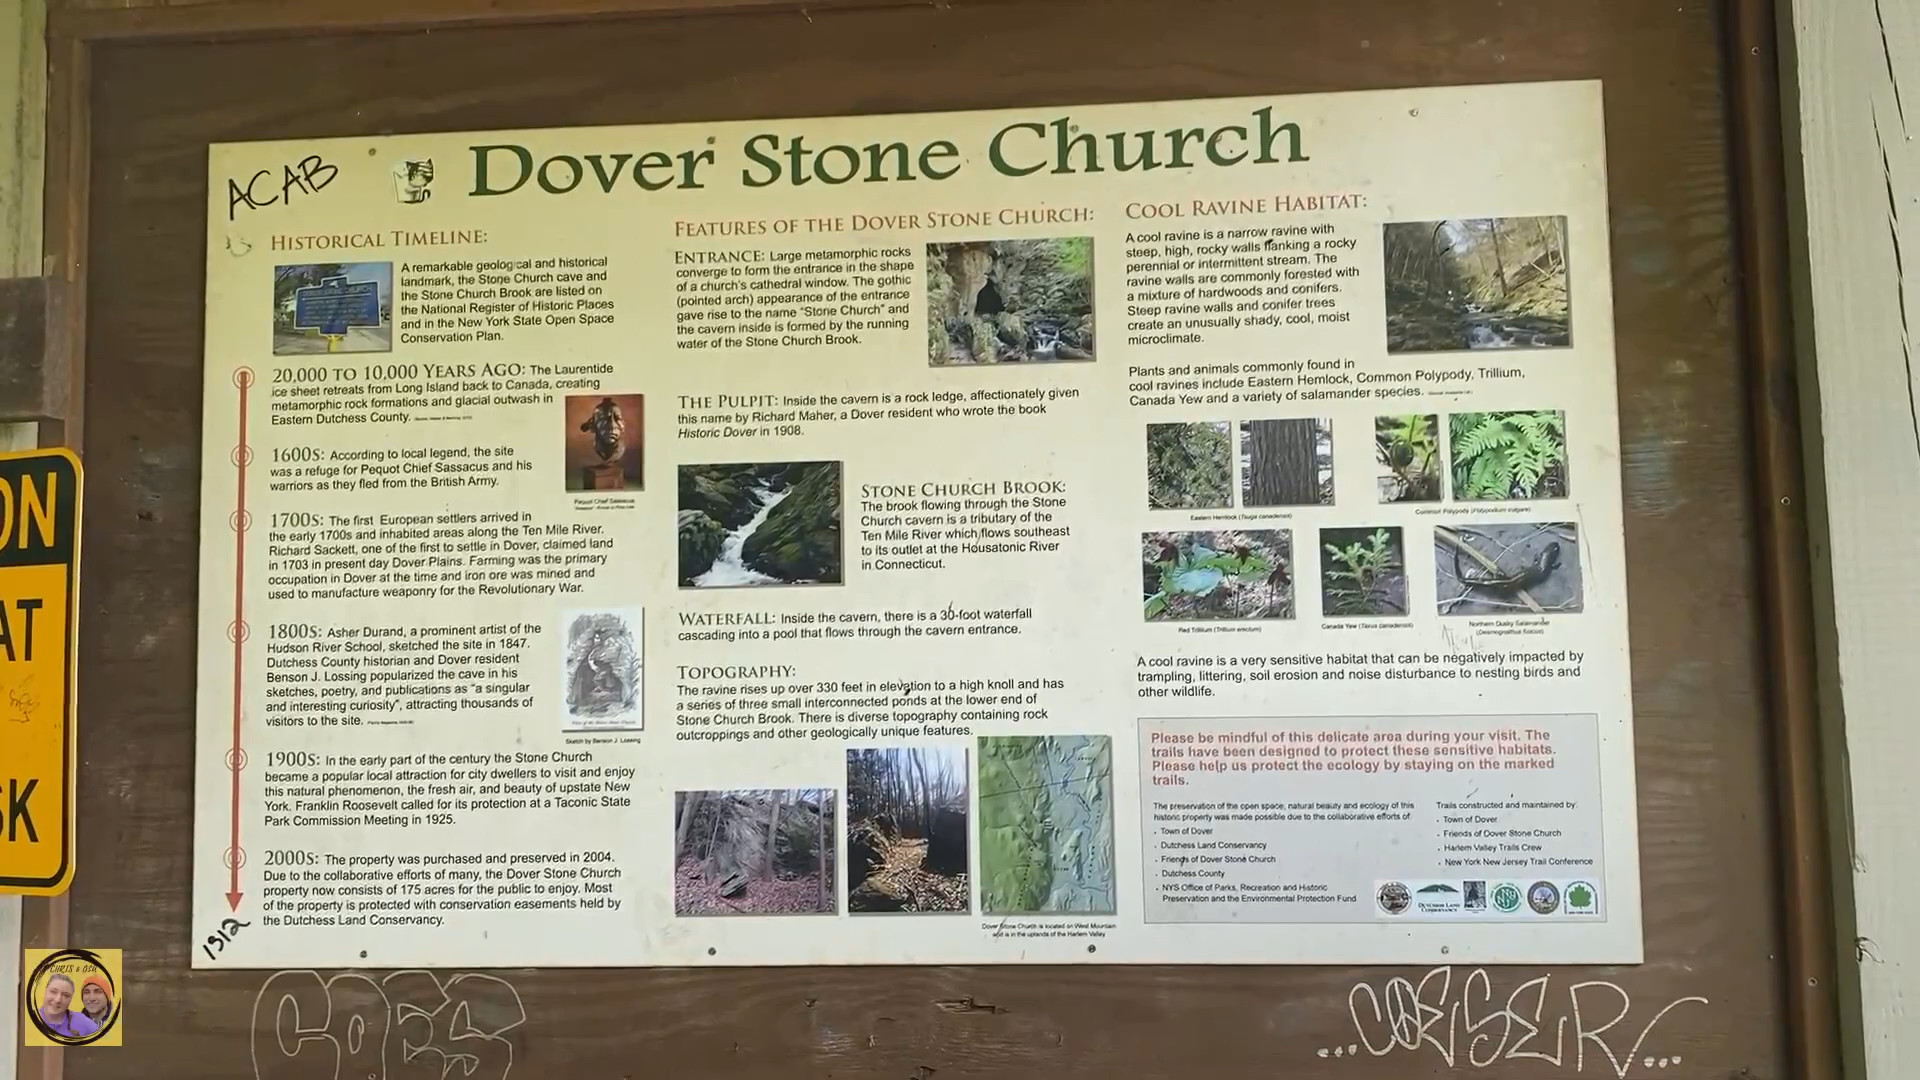 Dover Stone Church
ACAB
HISTORICAL TIMELINE:
A remarkable geological and historical
landmark, the Stone Church cave and
the Stone Church Brook are listed on
the National Register of Historic Places
and in the New York State Open Space
Conservation Plan.
20,000 TO 10,000 YEARS AGO: The Laurentide
ice sheet retreats from Long Island back to Canada, creating
metamorphic rock formations and glacial outwash in
Eastern Dutchess County.
1600S: According to local legend, the site
was a refuge for Pequot Chief Sassacus and his
warriors as they fled from the British Army.
Pequot Chief Sassacus
1700S: The first European settlers arrived in
the early 1700s and inhabited areas along the Ten Mile River.
Richard Sackett, one of the first to settle in Dover, claimed land
in 1703 in present day Dover Plains. Farming was the primary
occupation in Dover at the time and iron ore was mined and
used to manufacture weaponry for the Revolutionary War.
1800S: Asher Durand, a prominent artist of the
Hudson River School, sketched the site in 1847.
Dutchess County historian and Dover resident
Benson J. Lossing popularized the cave in his
sketches, poetry, and publications as "a singular
and interesting curiosity", attracting thousands of
visitors to the site.
Sketch by Benson J. Lossing
1900S: In the early part of the century the Stone Church
became a popular local attraction for city dwellers to visit and enjoy
this natural phenomenon, the fresh air, and beauty of upstate New
York. Franklin Roosevelt called for its protection at a Taconic State
Park Commission Meeting in 1925.
2000S: The property was purchased and preserved in 2004.
Due to the collaborative efforts of many, the Dover Stone Church
property now consists of 175 acres for the public to enjoy. Most
of the property is protected with conservation easements held by
the Dutchess Land Conservancy.
1312
FEATURES OF THE DOVER STONE CHURCH:
ENTRANCE: Large metamorphic rocks
converge to form the entrance in the shape
of a church's cathedral window. The gothic
(pointed arch) appearance of the entrance
gave rise to the name "Stone Church" and
the cavern inside is formed by the running
water of the Stone Church Brook.
THE PULPIT: Inside the cavern is a rock ledge, affectionately given
this name by Richard Maher, a Dover resident who wrote the book
Historic Dover in 1908.
STONE CHURCH BROOK:
The brook flowing through the Stone
Church cavern is a tributary of the
Ten Mile River which flows southeast
to its outlet at the Housatonic River
in Connecticut.
WATERFALL: Inside the cavern, there is a 30-foot waterfall
cascading into a pool that flows through the cavern entrance.
TOPOGRAPHY:
The ravine rises up over 330 feet in elevation to a high knoll and has
a series of three small interconnected ponds at the lower end of
Stone Church Brook. There is diverse topography containing rock
outcroppings and other geologically unique features.
Dover Stone Church is located on West Mountain
and is in the uplands of the Harlem Valley
COOL RAVINE HABITAT:
A cool ravine is a narrow ravine with
steep, high, rocky walls flanking a rocky
perennial or intermittent stream. The
ravine walls are commonly forested with
a mixture of hardwoods and conifers.
Steep ravine walls and conifer trees
create an unusually shady, cool, moist
microclimate.
Plants and animals commonly found in
cool ravines include Eastern Hemlock, Common Polypody, Trillium,
Canada Yew and a variety of salamander species.
Eastern Hemlock (Tsuga canadensis)
Common Polypody (Polypodium vulgare)
Red Trillium (Trillium erectum)
Canada Yew (Taxus canadensis)
Northern Dusky Salamander
(Desmognathus fuscus)
A cool ravine is a very sensitive habitat that can be negatively impacted by
trampling, littering, soil erosion and noise disturbance to nesting birds and
other wildlife.
Please be mindful of this delicate area during your visit. The
trails have been designed to protect these sensitive habitats.
Please help us protect the ecology by staying on the marked
trails.
The preservation of the open space, natural beauty and ecology of this
historic property was made possible due to the collaborative efforts of
• Town of Dover
• Dutchess Land Conservancy
• Friends of Dover Stone Church
• Dutchess County
• NYS Office of Parks, Recreation and Historic
Preservation and the Environmental Protection Fund
Trails constructed and maintained by:
• Town of Dover
• Friends of Dover Stone Church
• Harlem Valley Trails Crew
• New York New Jersey Trail Conference
DUTCHESS LAND
CONSERVANCY
ON
AT
SK
COES
...COESER...